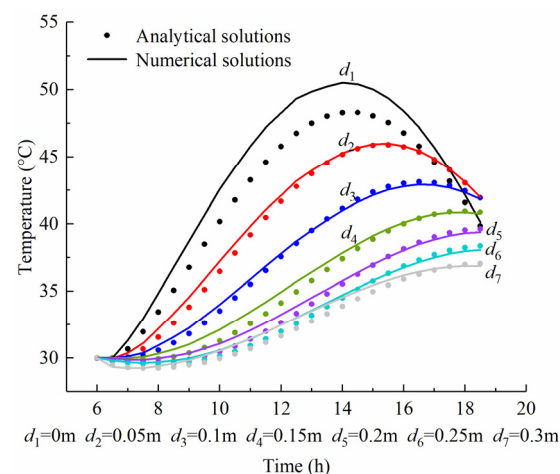 55
Analytical solutions
Numerical solutions
d₁
50
d₂
45
d₃
40
d₄
d₅
d₆
d₇
35
30
Temperature (°C)
4 6 8 10 12 14 16 18 20
d₁=0m d₂=0.05m d₃=0.1m d₄=0.15m d₅=0.2m d₆=0.25m d₇=0.3m
Time (h)